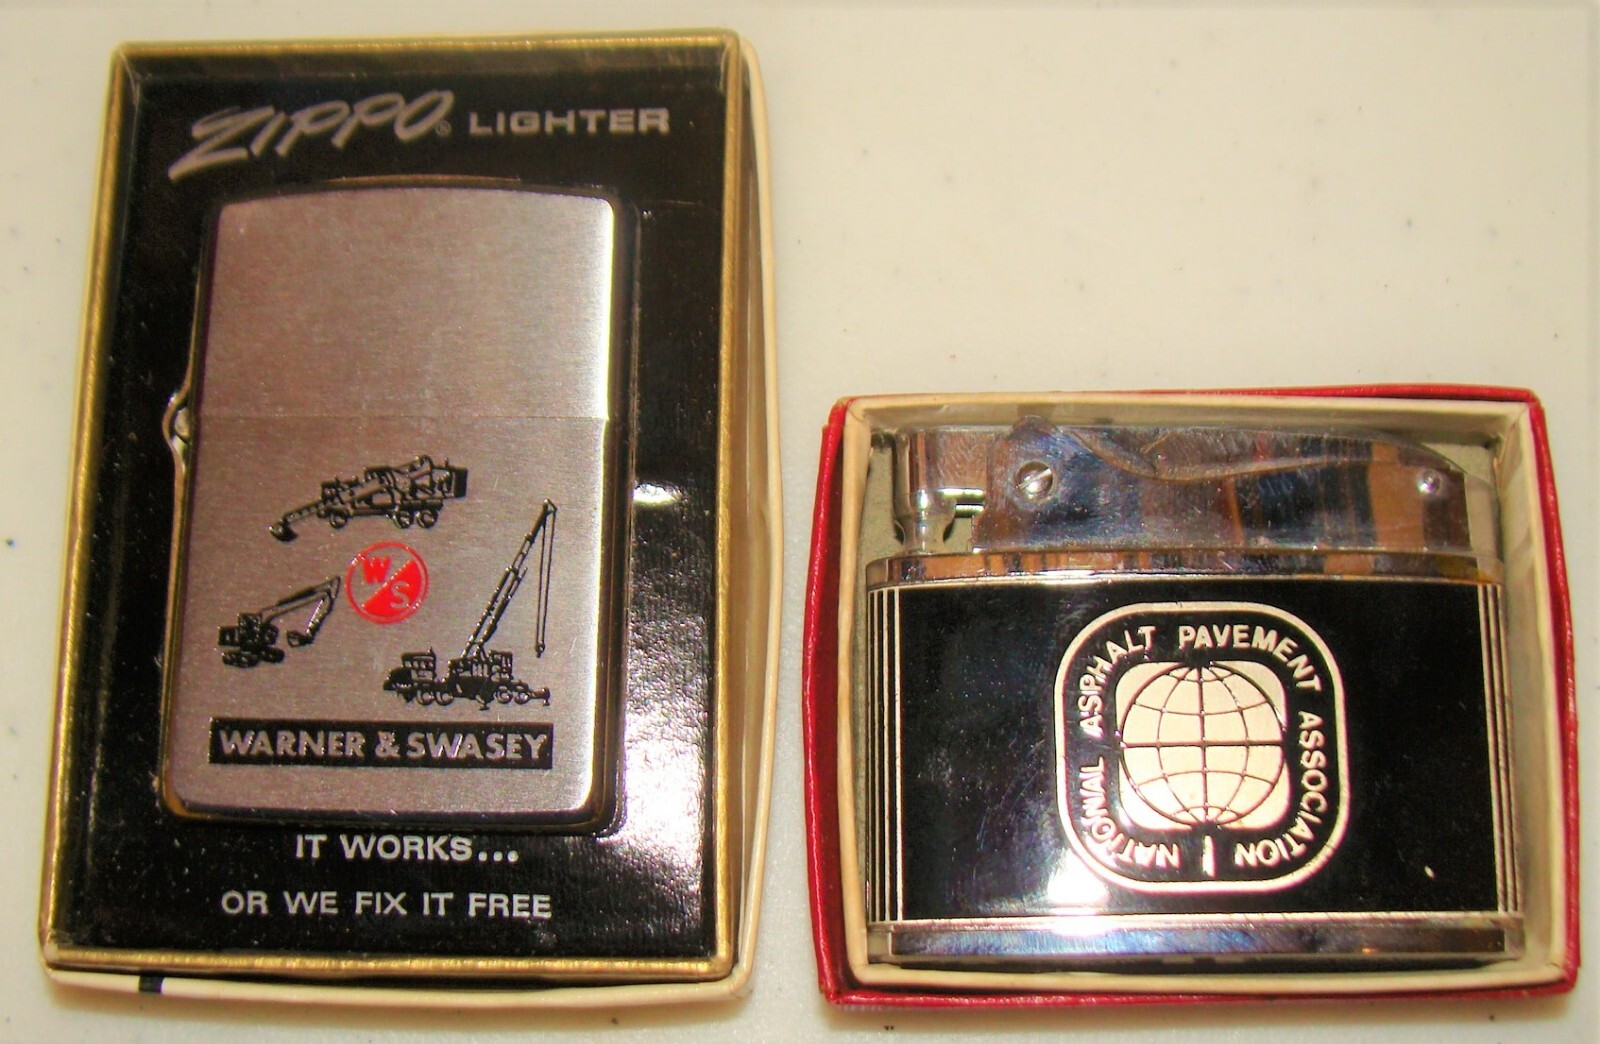 ZIPPO® LIGHTER
W
S
WARNER & SWASEY
IT WORKS...
OR WE FIX IT FREE
NATIONAL ASPHALT PAVEMENT ASSOCIATION